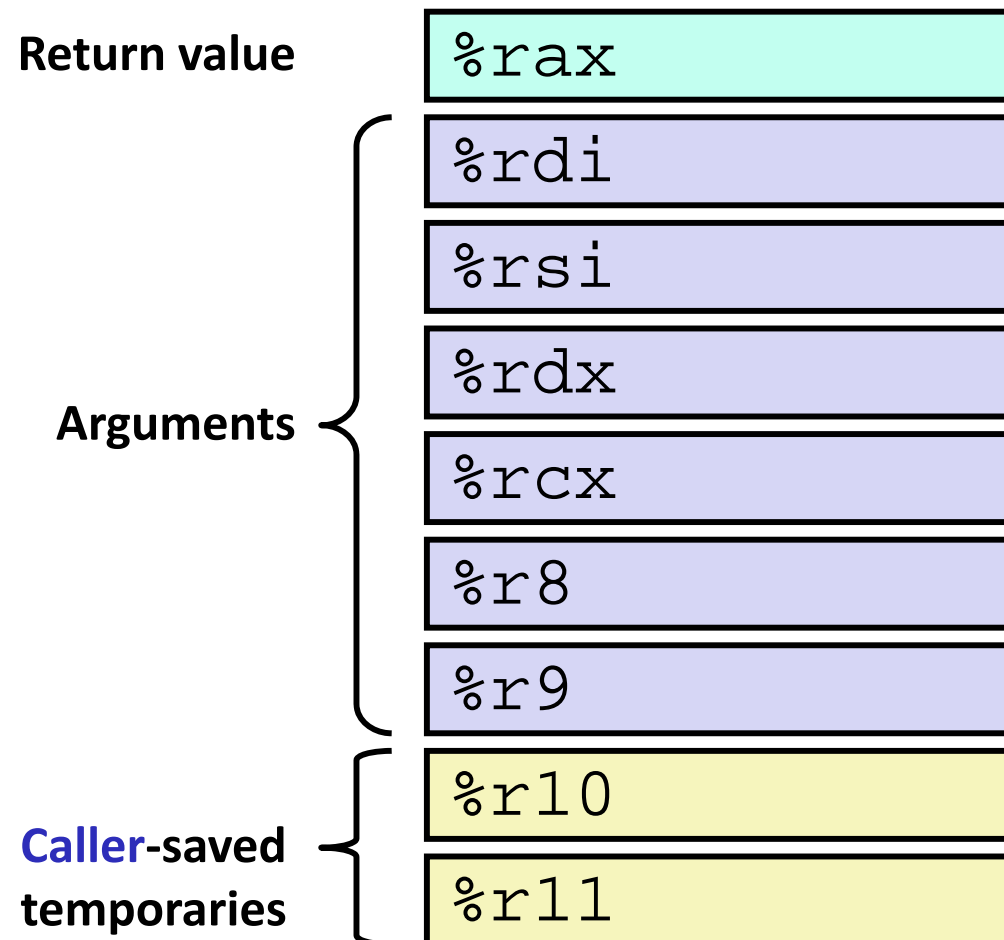 Return value
%rax
%rdi
%rsi
%rdx
Arguments
%rcx
%r8
%r9
%r10
Caller-saved
temporaries
%r11